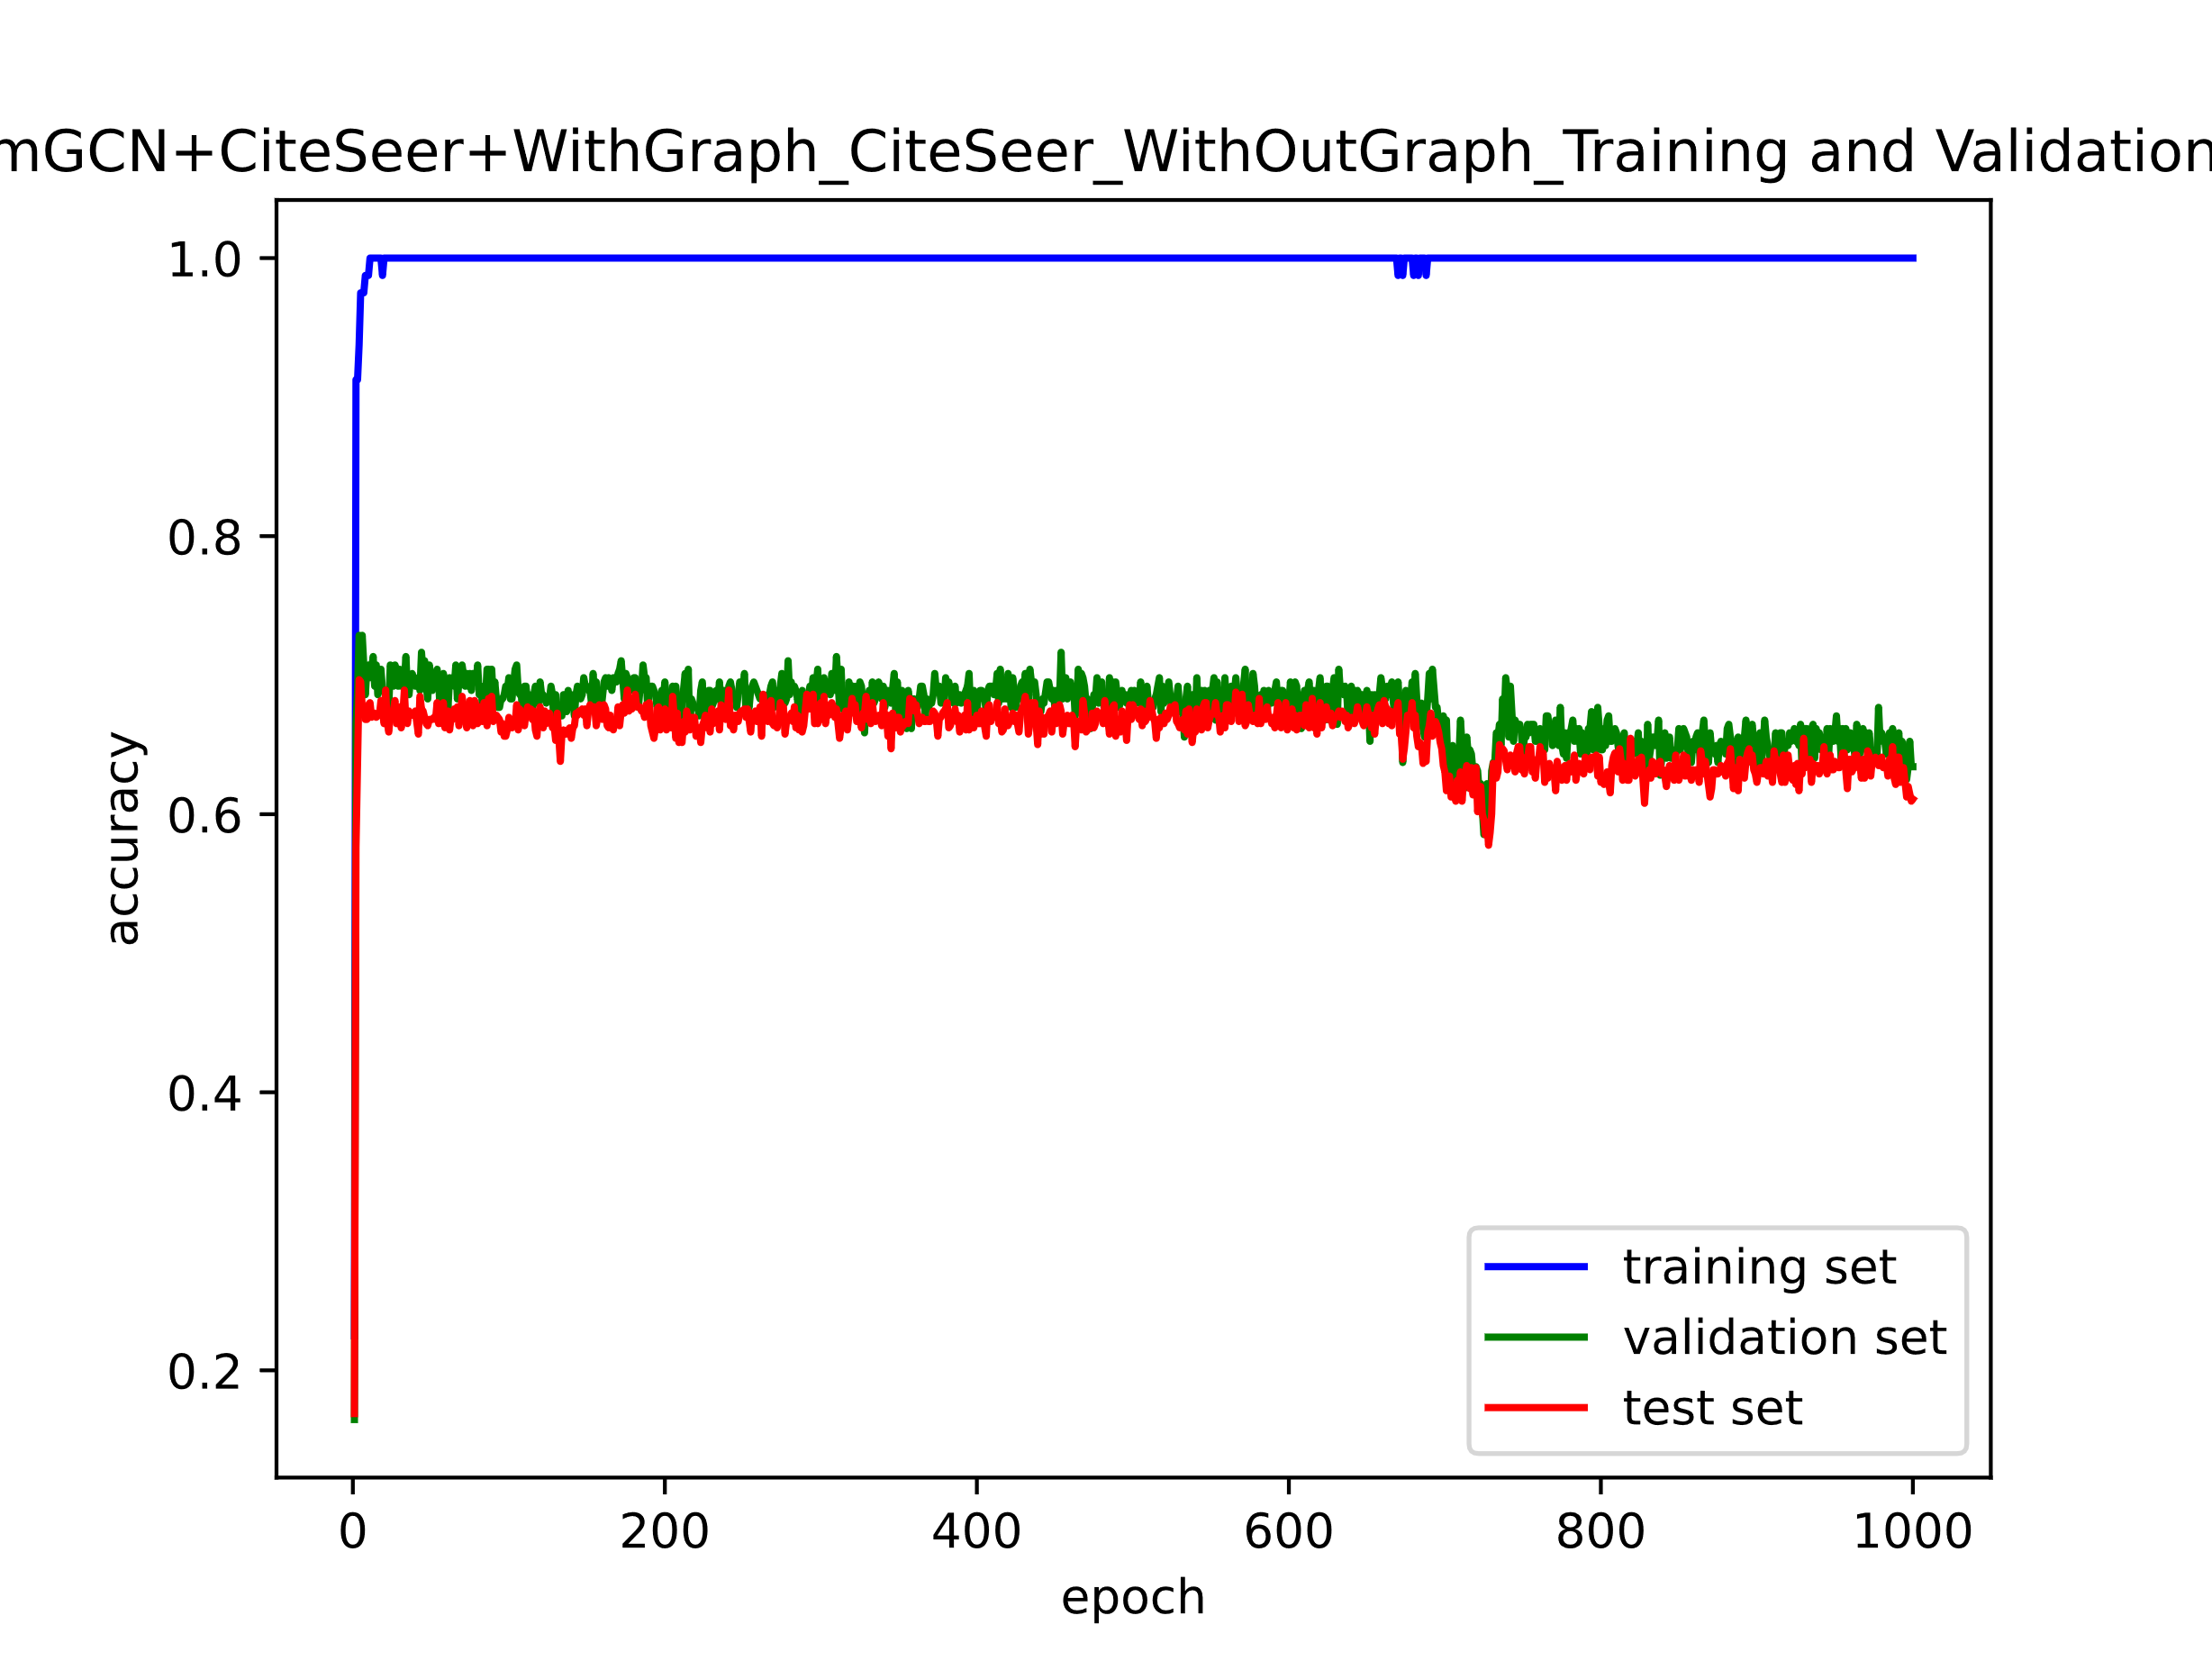 mGCN+CiteSeer+WithGraph_CiteSeer_WithOutGraph_Training and Validation
1.0
0.8
0.6
0.4
0.2
accuracy
training set
validation set
test set
0 200 400 600 800 1000
epoch